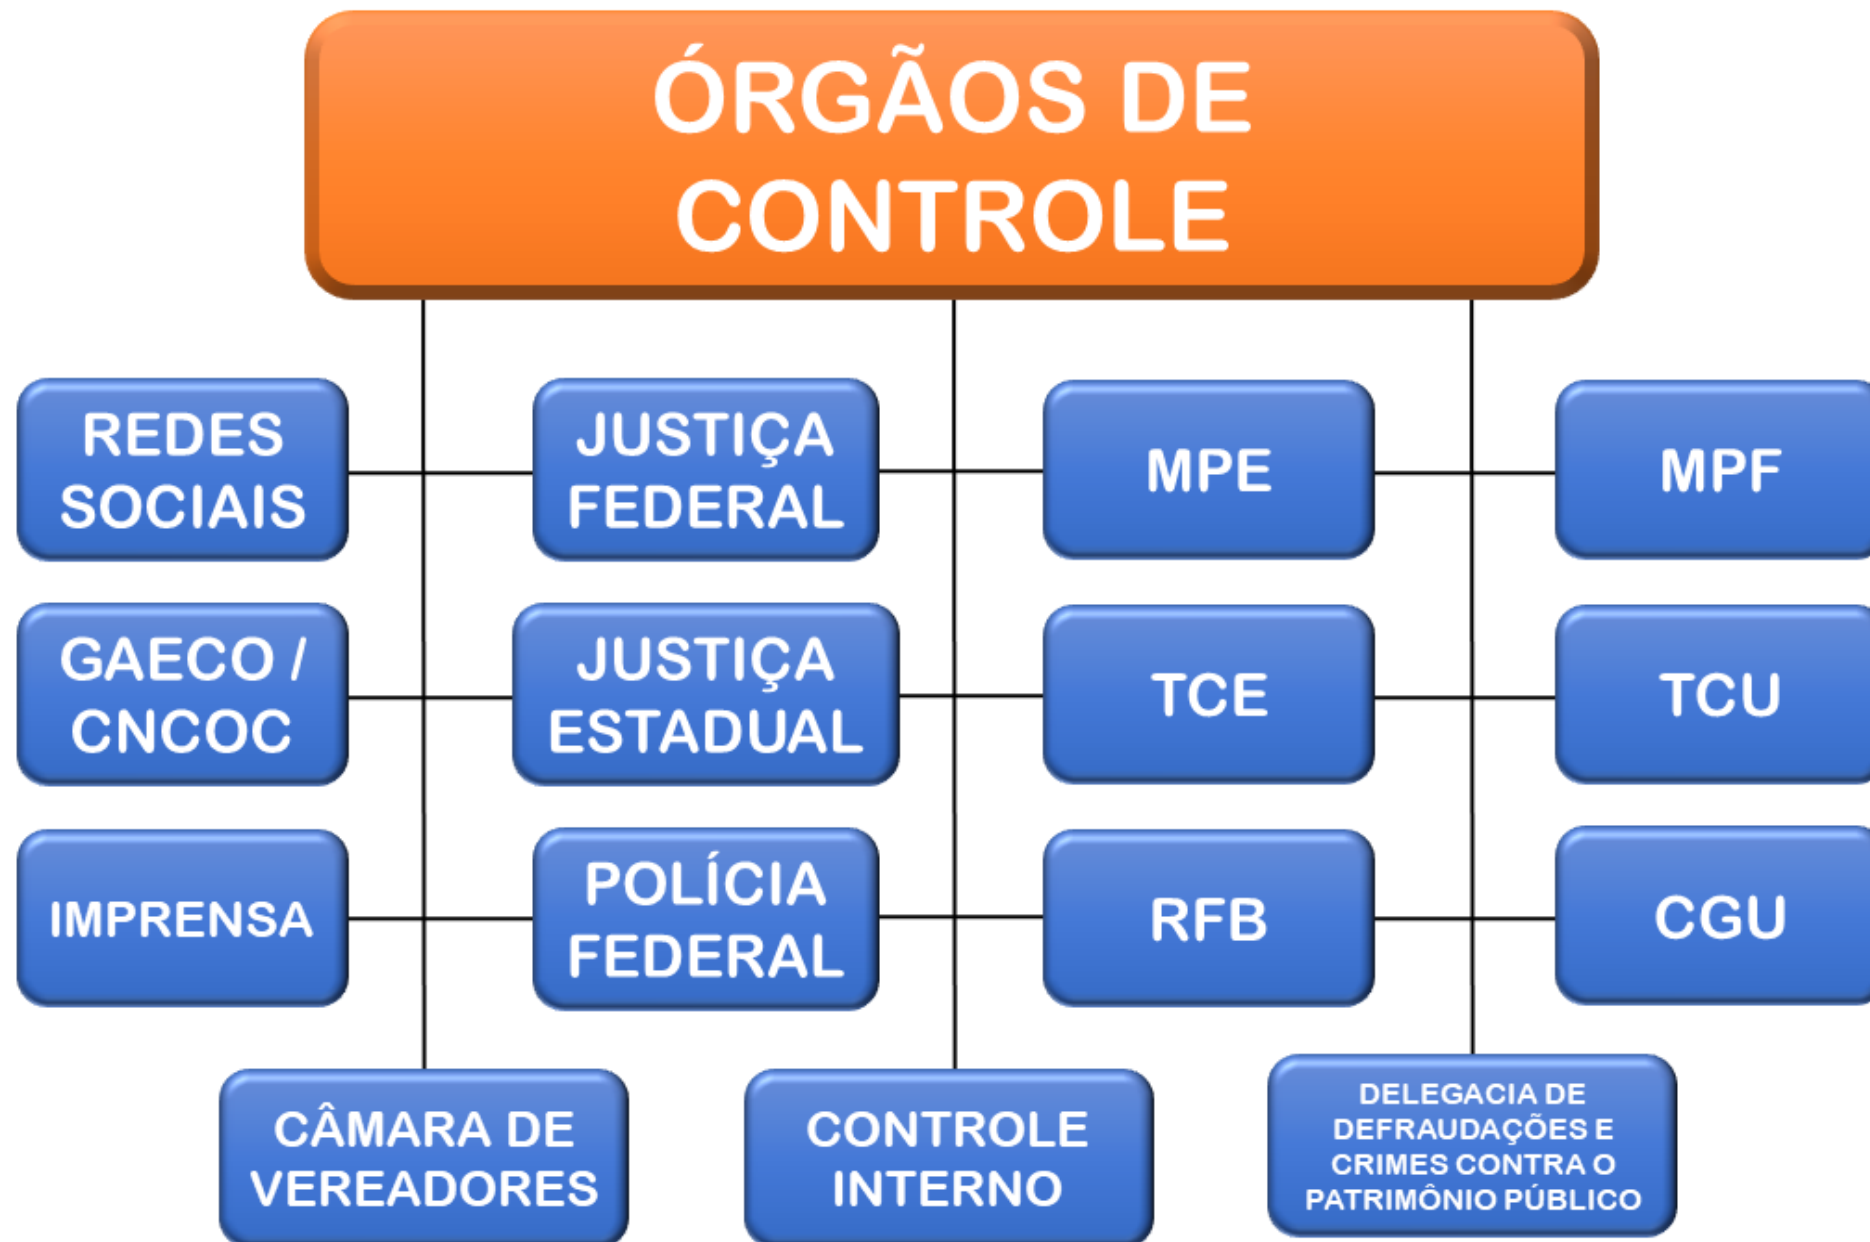 ÓRGÃOS DE
CONTROLE
REDES
SOCIAIS
JUSTIÇA
FEDERAL
MPE
MPF
GAECO /
CNCOC
JUSTIÇA
ESTADUAL
TCE
TCU
IMPRENSA
POLÍCIA
FEDERAL
RFB
CGU
CÂMARA DE
VEREADORES
CONTROLE
INTERNO
DELEGACIA DE
DEFRAUDAÇÕES E
CRIMES CONTRA O
PATRIMÔNIO PÚBLICO